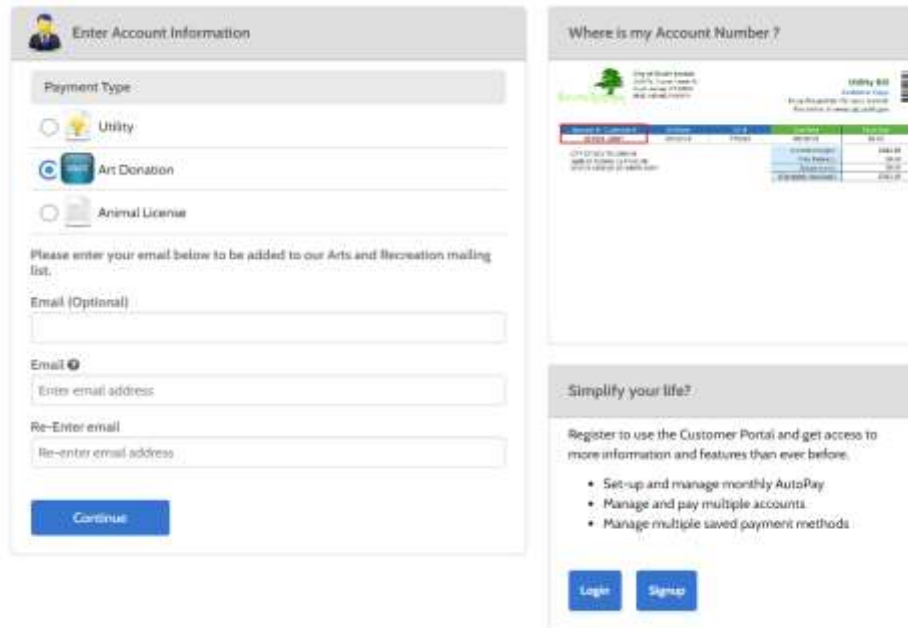 Enter Account Information
Payment Type
Utility
Art Donation
Animal License
Please enter your email below to be added to our Arts and Recreation mailing
list.
Email (Optional)
Email
Enter email address
Re-Enter email
Re-enter email address
Continue
Where is my Account Number ?
Utility Bill
Simplify your life?
Register to use the Customer Portal and get access to
more information and features than ever before.
• Set-up and manage monthly AutoPay
• Manage and pay multiple accounts
• Manage multiple saved payment methods
Login
Signup